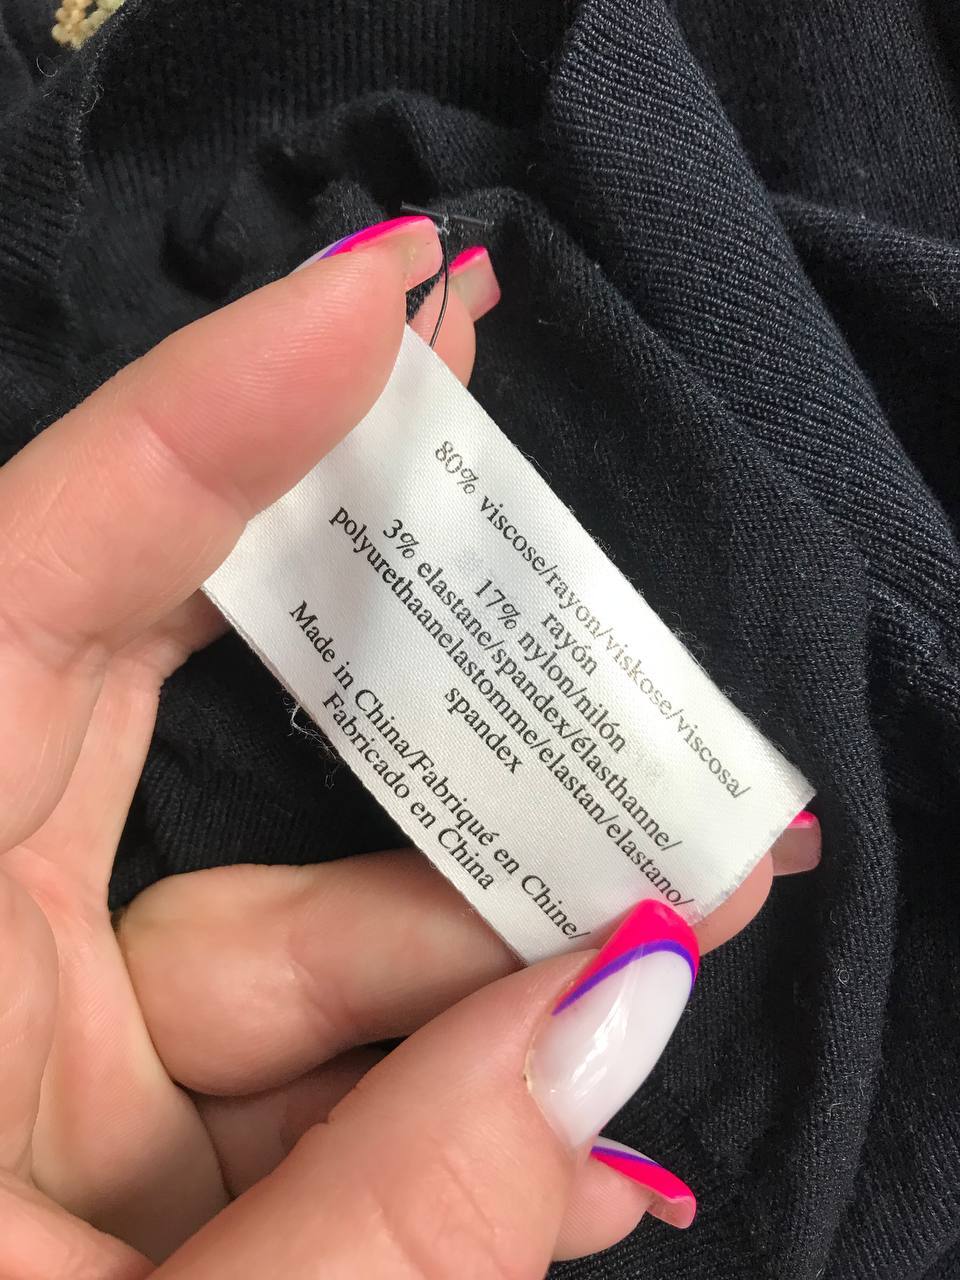 80% viscose/rayon/viskose/viscosa/
rayón
17% nylon/nilón
3% elastane/spandex/élasthanne/
polyurethaanelastomme/elastan/elastano/
spandex
Made in China/Fabriqué en Chine/
Fabricado en China